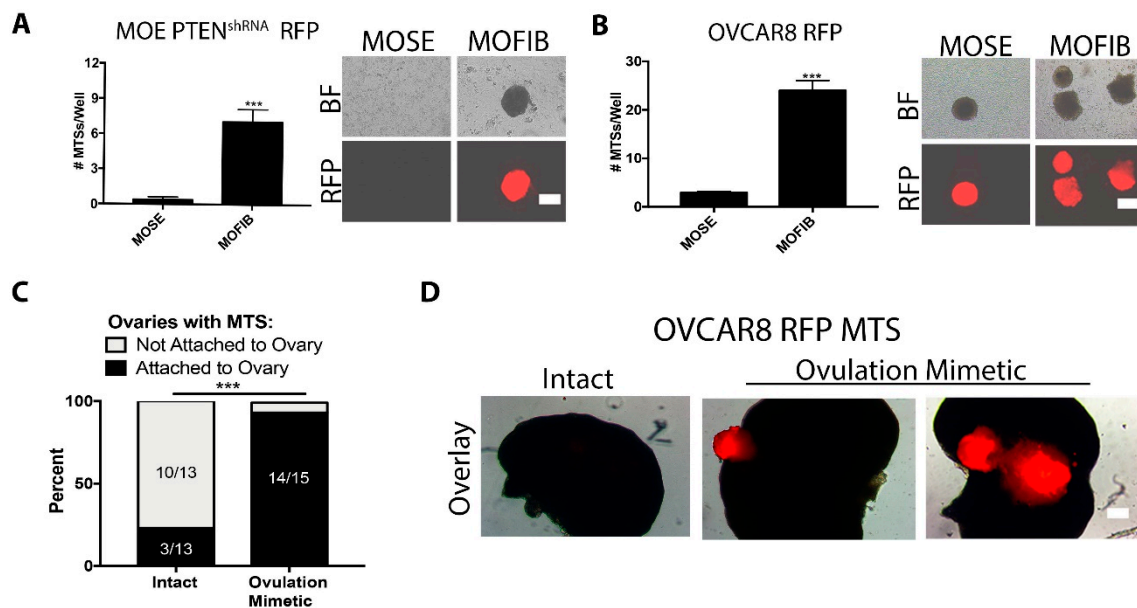 A
MOE PTENshRNA RFP
# MTSs/Well
12
9
6
3
0
MOSE
MOFIB
***
MOSE MOFIB
BF
RFP
B
OVCAR8 RFP
# MTSs/Well
30
20
10
0
MOSE
MOFIB
***
MOSE MOFIB
BF
RFP
C
Ovaries with MTS:
Not Attached to Ovary
Attached to Ovary
***
Percent
100
50
0
10/13
3/13
14/15
Intact
Ovulation
Mimetic
D
OVCAR8 RFP MTS
Intact
Ovulation Mimetic
Overlay